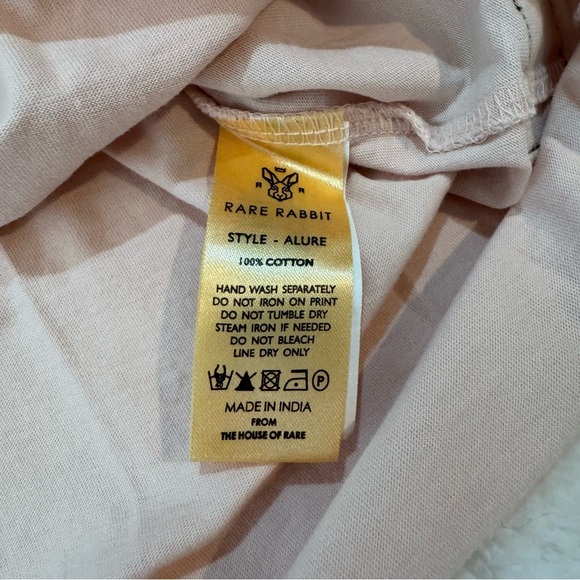 R R
RARE RABBIT
STYLE - ALURE
100% COTTON
HAND WASH SEPARATELY
DO NOT IRON ON PRINT
DO NOT TUMBLE DRY
STEAM IRON IF NEEDED
DO NOT BLEACH
LINE DRY ONLY
P
MADE IN INDIA
FROM
THE HOUSE OF RARE